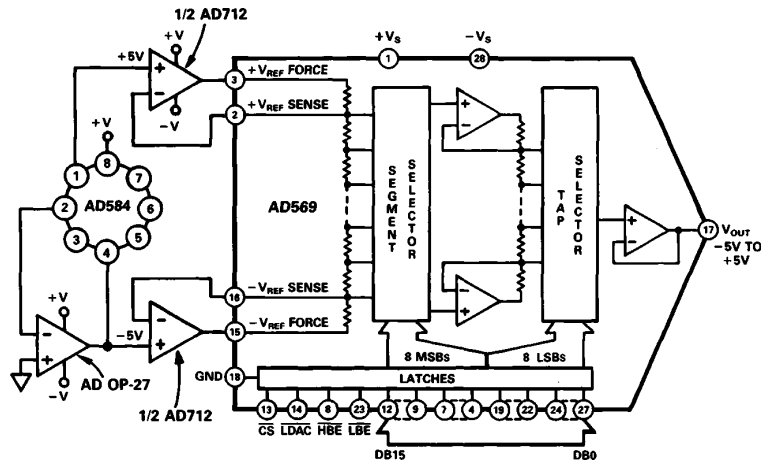 1/2 AD712
+5V
+V
−V
+V
8
1
7
2
AD584
6
3
5
4
+V
−5V
AD OP-27
−V
1/2 AD712
+VS
1
−VS
28
3
+VREF FORCE
2
+VREF SENSE
AD569
SEGMENT SELECTOR
TAP SELECTOR
17
VOUT
−5V TO
+5V
16
−VREF SENSE
15
−VREF FORCE
8 MSBs
8 LSBs
GND
18
LATCHES
13
14
8
23
12
9
7
4
19
22
24
27
CS
LDAC
HBE
LBE
DB15
DB0